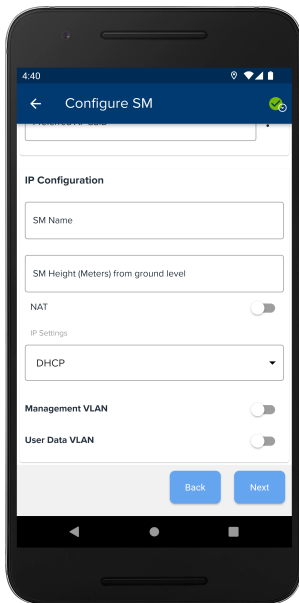 4:40
Configure SM
IP Configuration
SM Name
SM Height (Meters) from ground level
NAT
IP Settings
DHCP
Management VLAN
User Data VLAN
Back
Next